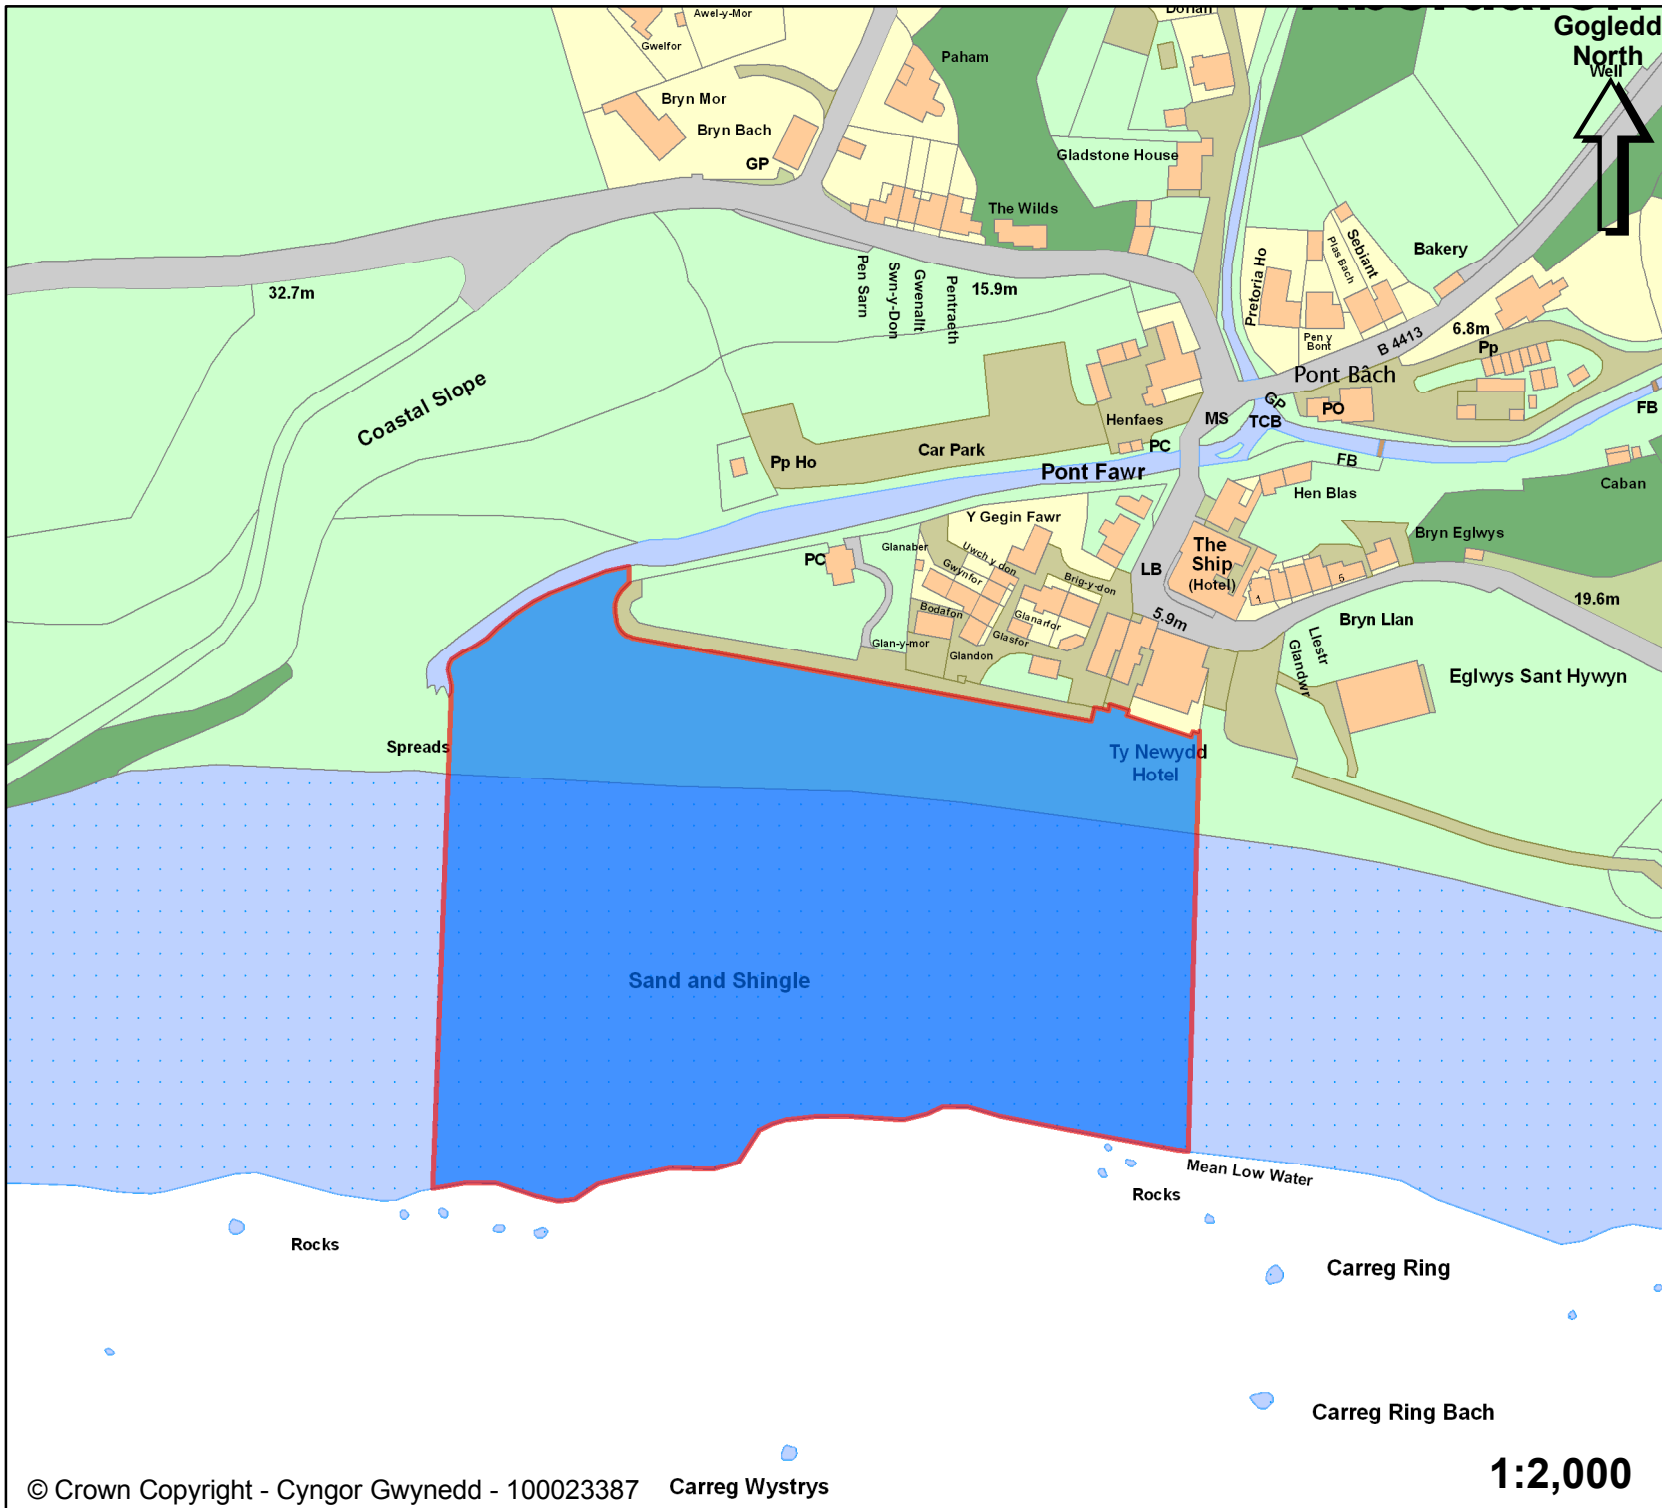 Awel-y-Mor
Dorlan
Gwelfor
Gogledd
North
Well
Paham
Bryn Mor
Bryn Bach
GP
Gladstone House
The Wilds
Pretoria Ho
Plas Bach
Sebiant
Bakery
32.7m
Pen Sarn
Swn-y-Don
Gwenallt
Pentraeth
15.9m
Pen y
Bont
B 4413
6.8m
Pp
Pont Bâch
Coastal Slope
GP
PO
FB
Henfaes
MS
TCB
Car Park
PC
Pp Ho
Pont Fawr
FB
Hen Blas
Caban
Y Gegin Fawr
Bryn Eglwys
Glanaber
Uwch y don
The
Ship
(Hotel)
PC
Gwynfor
Brig-y-don
LB
1
5
19.6m
Bodafon
Glanarfor
5.9m
Bryn Llan
Glan-y-mor
Glasfor
Glandon
Llestr
Glandwr
Eglwys Sant Hywyn
Spreads
Ty Newydd
Hotel
Sand and Shingle
Mean Low Water
Rocks
Rocks
Carreg Ring
Carreg Ring Bach
1:2,000
© Crown Copyright - Cyngor Gwynedd - 100023387
Carreg Wystrys